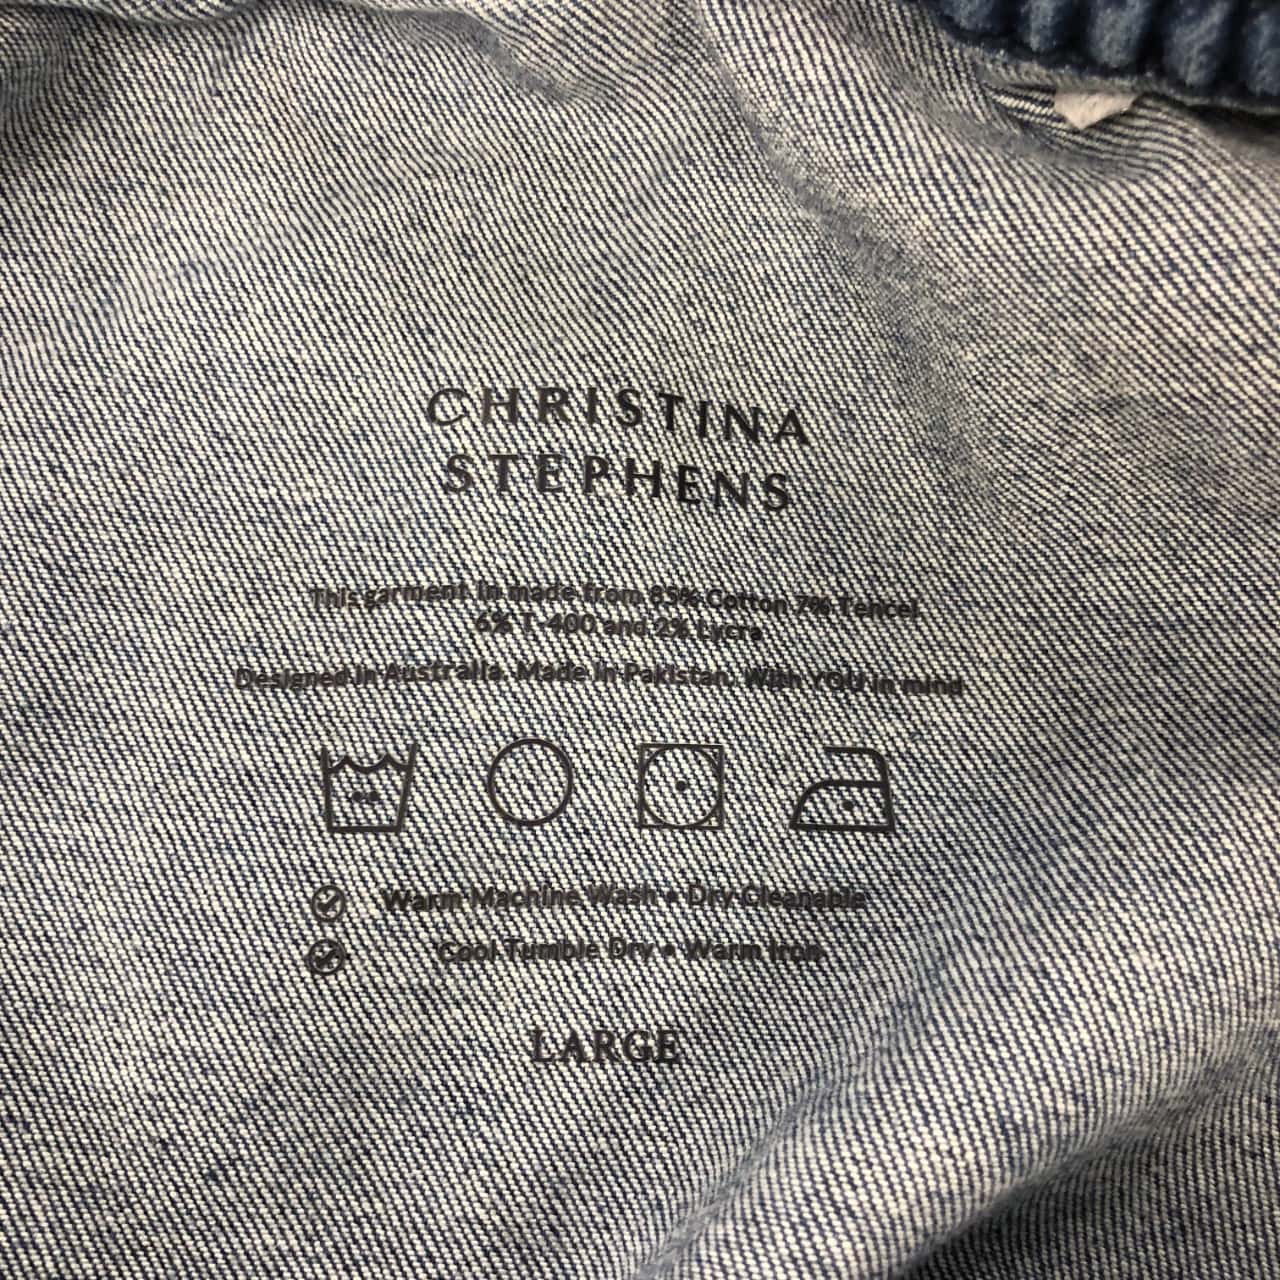 CHRISTINA
STEPHENS
This garment in made from 85% Cotton 7% Tencel
6% T-400 and 2% Lycra
Designed in Australia. Made in Pakistan. With YOU in mind
Warm Machine Wash • Dry Cleanable
Cool Tumble Dry • Warm Iron
LARGE